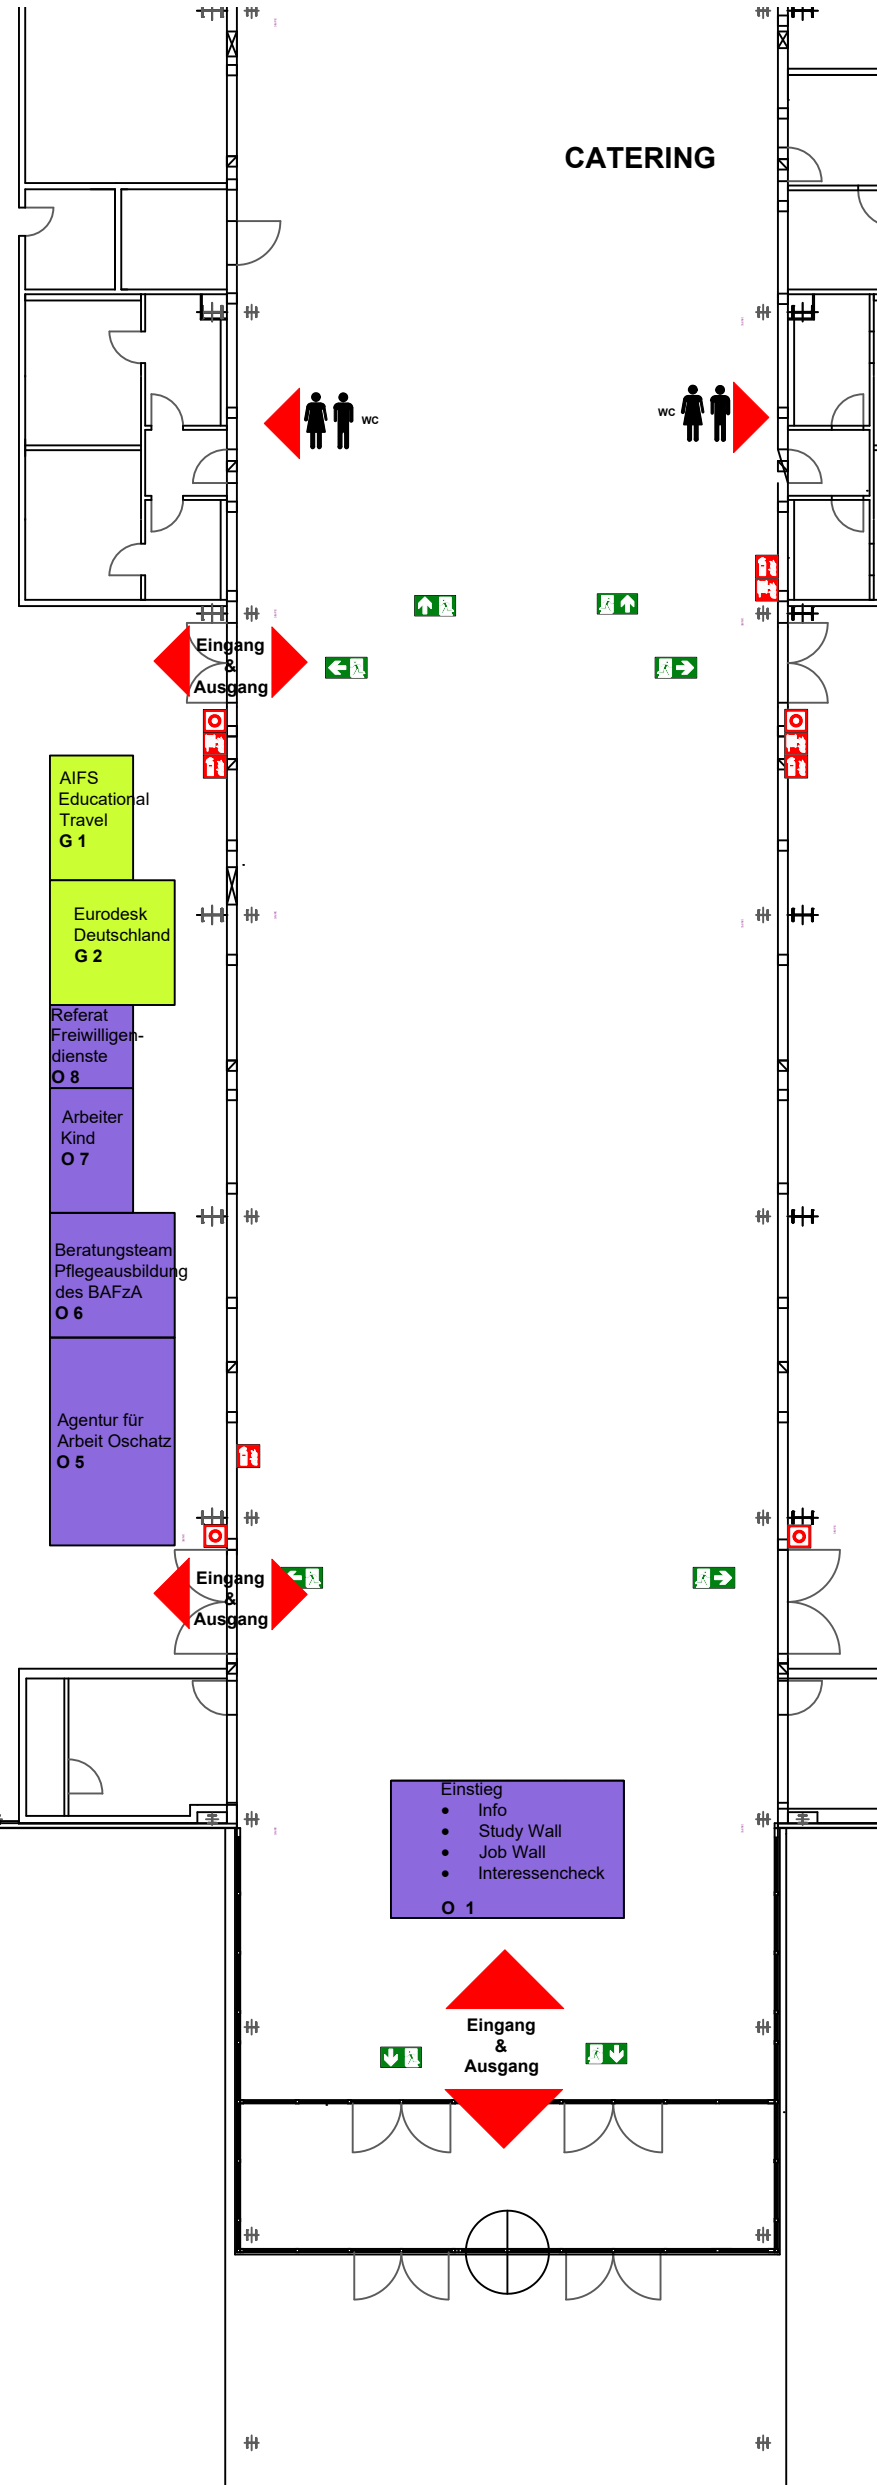 CATERING
WC
WC
Eingang
&
Ausgang
AIFS
Educational
Travel
G 1
Eurodesk
Deutschland
G 2
Referat
Freiwilligen-
dienste
O 8
Arbeiter
Kind
O 7
Beratungsteam
Pflegeausbildung
des BAFzA
O 6
Agentur für
Arbeit Oschatz
O 5
Eingang
&
Ausgang
Einstieg
• Info
• Study Wall
• Job Wall
• Interessencheck
O 1
Eingang
&
Ausgang